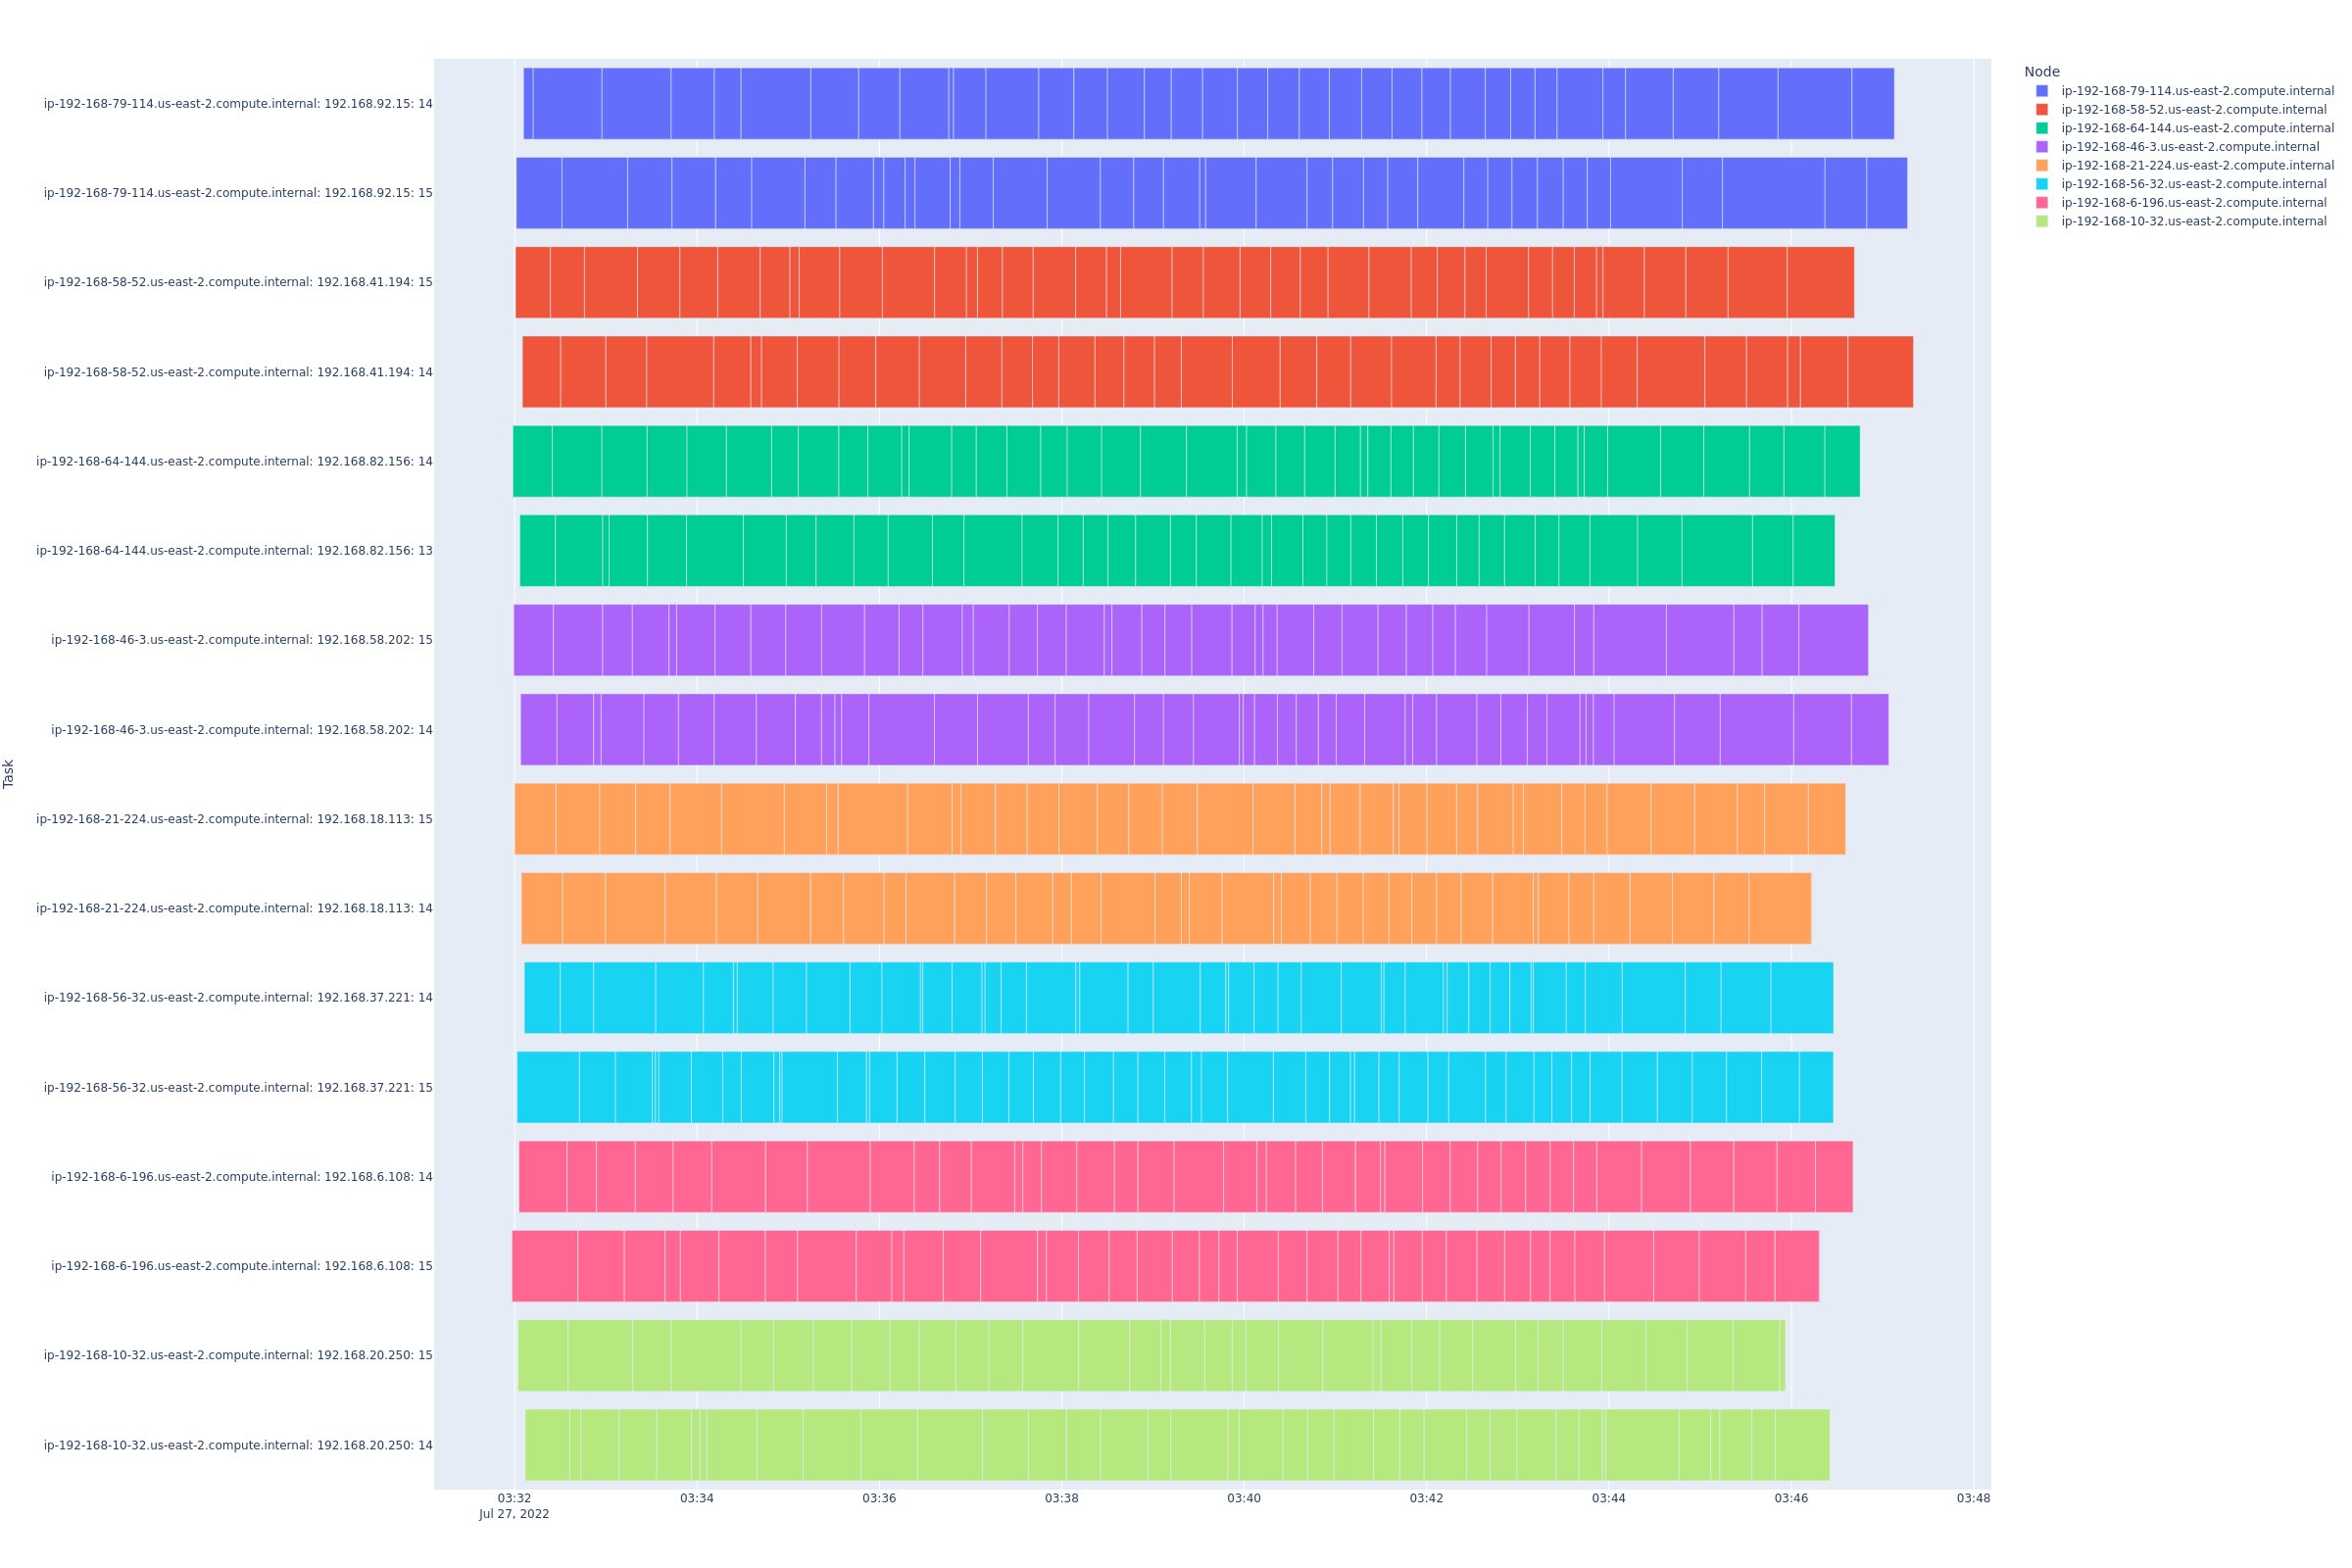 Node
ip-192-168-79-114.us-east-2.compute.internal
ip-192-168-58-52.us-east-2.compute.internal
ip-192-168-64-144.us-east-2.compute.internal
ip-192-168-46-3.us-east-2.compute.internal
ip-192-168-21-224.us-east-2.compute.internal
ip-192-168-56-32.us-east-2.compute.internal
ip-192-168-6-196.us-east-2.compute.internal
ip-192-168-10-32.us-east-2.compute.internal
Task
ip-192-168-79-114.us-east-2.compute.internal: 192.168.92.15: 14
ip-192-168-79-114.us-east-2.compute.internal: 192.168.92.15: 15
ip-192-168-58-52.us-east-2.compute.internal: 192.168.41.194: 15
ip-192-168-58-52.us-east-2.compute.internal: 192.168.41.194: 14
ip-192-168-64-144.us-east-2.compute.internal: 192.168.82.156: 14
ip-192-168-64-144.us-east-2.compute.internal: 192.168.82.156: 13
ip-192-168-46-3.us-east-2.compute.internal: 192.168.58.202: 15
ip-192-168-46-3.us-east-2.compute.internal: 192.168.58.202: 14
ip-192-168-21-224.us-east-2.compute.internal: 192.168.18.113: 15
ip-192-168-21-224.us-east-2.compute.internal: 192.168.18.113: 14
ip-192-168-56-32.us-east-2.compute.internal: 192.168.37.221: 14
ip-192-168-56-32.us-east-2.compute.internal: 192.168.37.221: 15
ip-192-168-6-196.us-east-2.compute.internal: 192.168.6.108: 14
ip-192-168-6-196.us-east-2.compute.internal: 192.168.6.108: 15
ip-192-168-10-32.us-east-2.compute.internal: 192.168.20.250: 15
ip-192-168-10-32.us-east-2.compute.internal: 192.168.20.250: 14
03:32 03:34 03:36 03:38 03:40 03:42 03:44 03:46 03:48
Jul 27, 2022